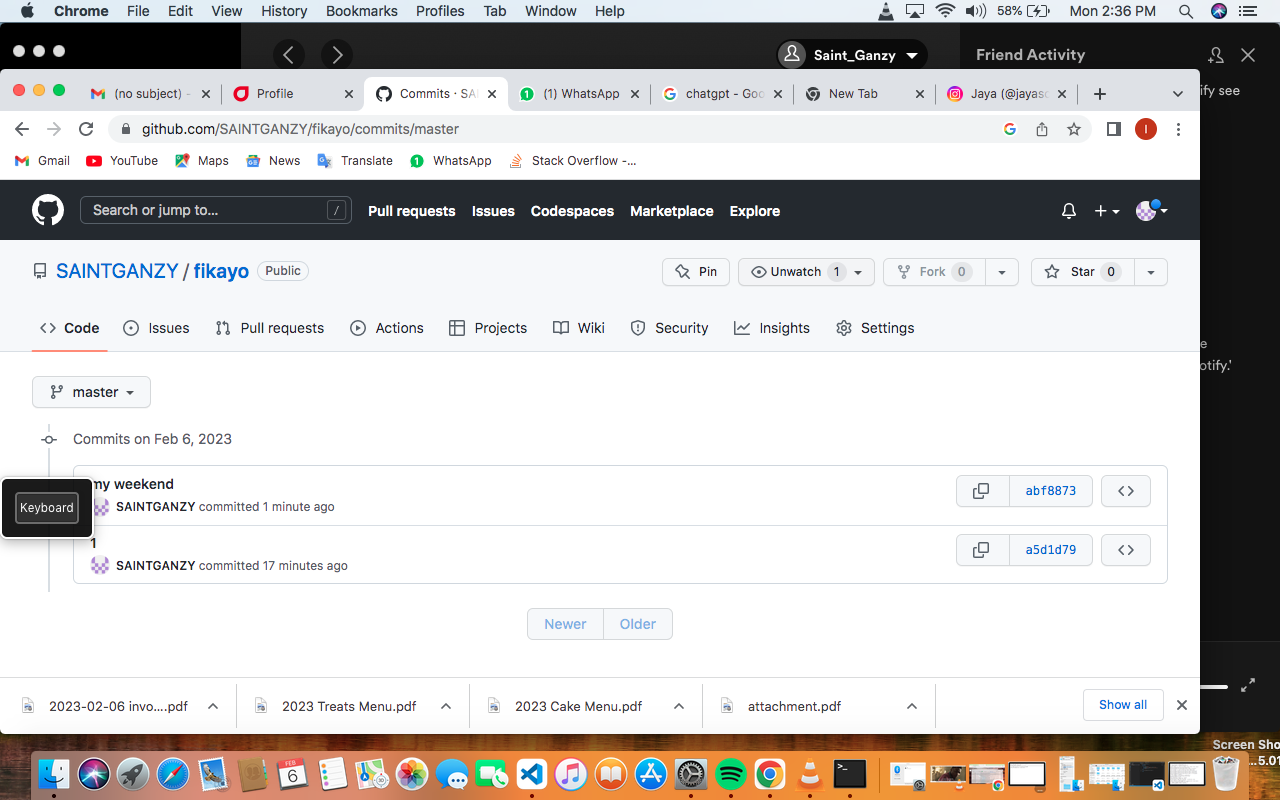 Chrome File Edit View History Bookmarks Profiles Tab Window Help 58% Mon 2:36 PM
Saint_Ganzy Friend Activity
(no subject) - Profile Commits · SA (1) WhatsApp chatgpt - Goo New Tab Jaya (@jayasc
ify see
github.com/SAINTGANZY/fikayo/commits/master I
Gmail YouTube Maps News Translate 1 WhatsApp Stack Overflow -...
Search or jump to... / Pull requests Issues Codespaces Marketplace Explore
SAINTGANZY / fikayo Public Pin Unwatch 1 Fork 0 Star 0
Code Issues Pull requests Actions Projects Wiki Security Insights Settings
e
otify.'
master
Commits on Feb 6, 2023
my weekend
abf8873
SAINTGANZY committed 1 minute ago
Keyboard
1
a5d1d79
SAINTGANZY committed 17 minutes ago
Newer Older
2023-02-06 invo....pdf 2023 Treats Menu.pdf 2023 Cake Menu.pdf attachment.pdf Show all
Screen Sho
...5.01
FEB
6